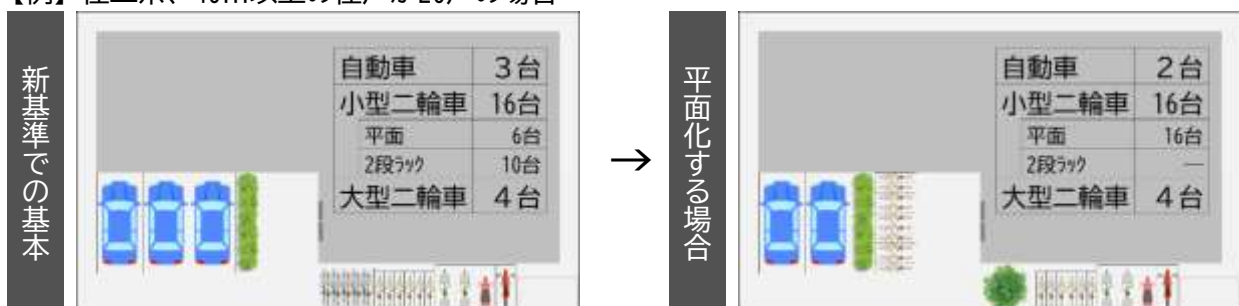 新基準での基本
自動車 3台
小型二輪車 16台
平面 6台
2段ラック 10台
大型二輪車 4台
→
平面化する場合
自動車 2台
小型二輪車 16台
平面 16台
2段ラック ―
大型二輪車 4台